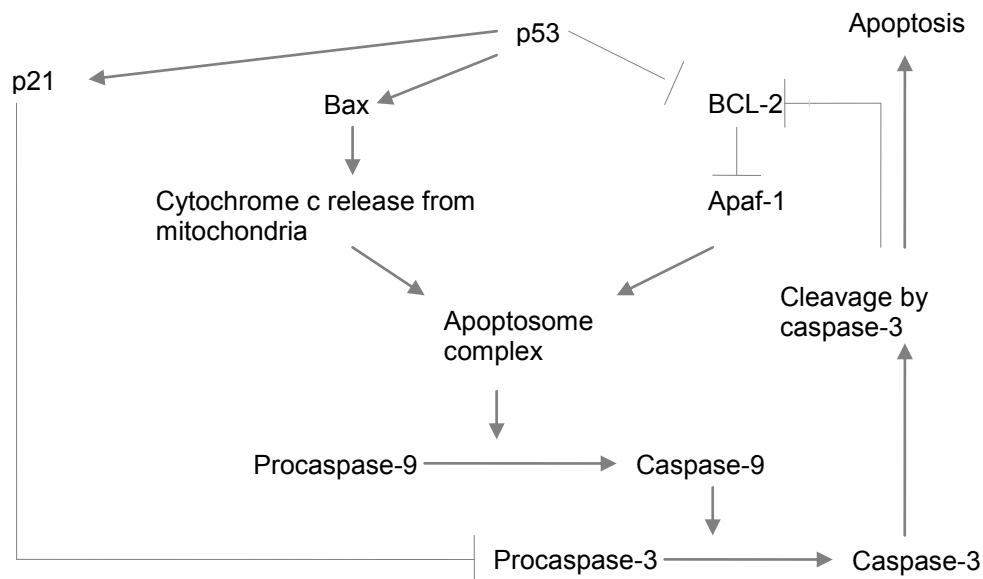 Apoptosis
p53
p21
Bax
BCL-2
Cytochrome c release from
mitochondria
Apaf-1
Cleavage by
caspase-3
Apoptosome
complex
Procaspase-9
Caspase-9
Procaspase-3
Caspase-3